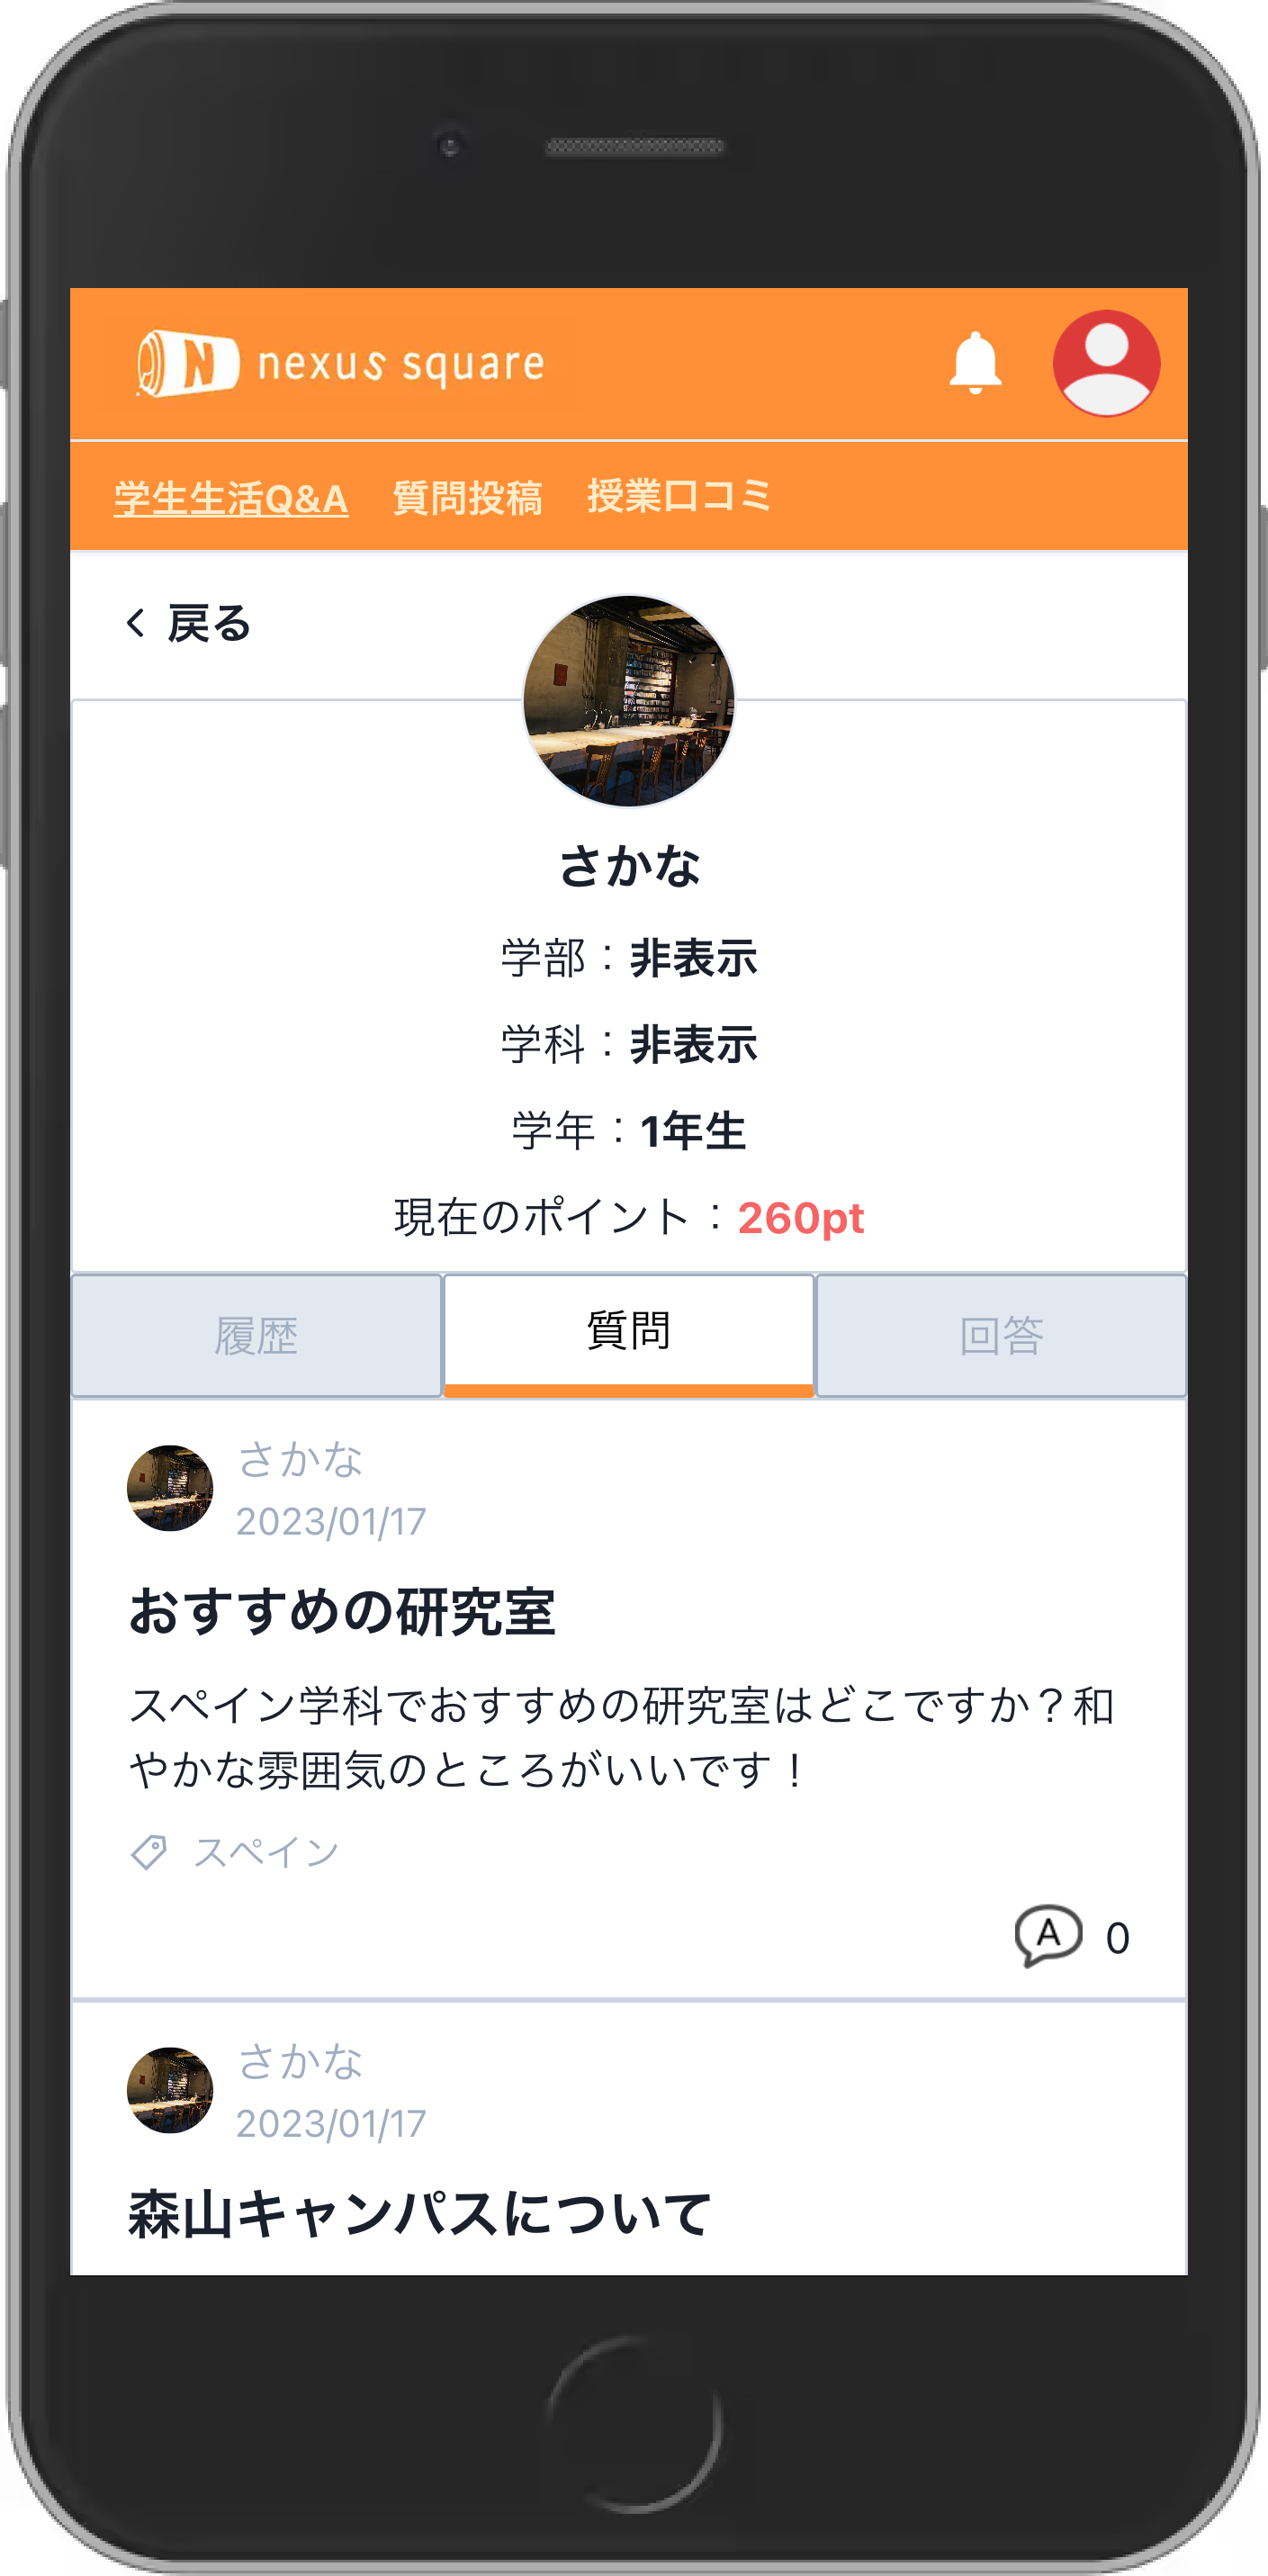 N nexus square
学生生活Q&A 質問投稿 授業口コミ
戻る
さかな
学部：非表示
学科：非表示
学年：1年生
現在のポイント：260pt
履歴 質問 回答
さかな
2023/01/17
おすすめの研究室
スペイン学科でおすすめの研究室はどこですか？和
やかな雰囲気のところがいいです！
スペイン
A 0
さかな
2023/01/17
森山キャンパスについて